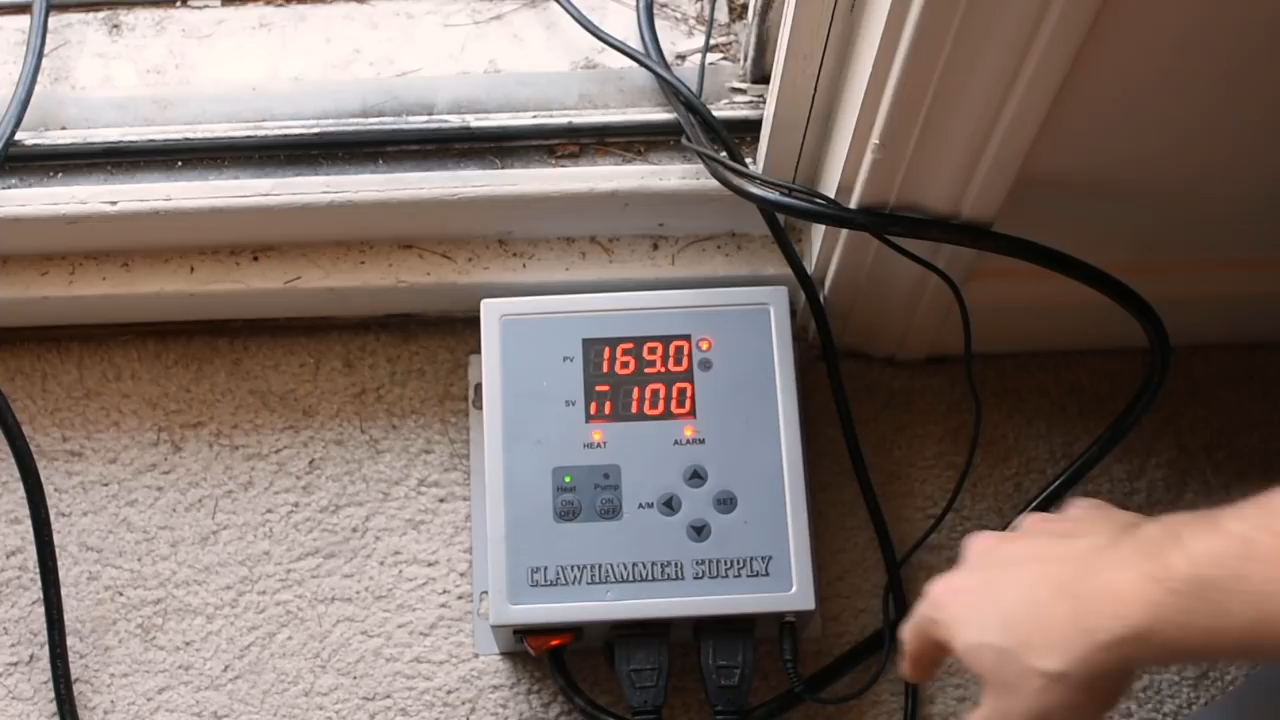 PV 169.0 °F
°C
SV 100
HEAT ALARM
Heat Pump
ON OFF ON OFF
A/M SET
CLAWHAMMER SUPPLY